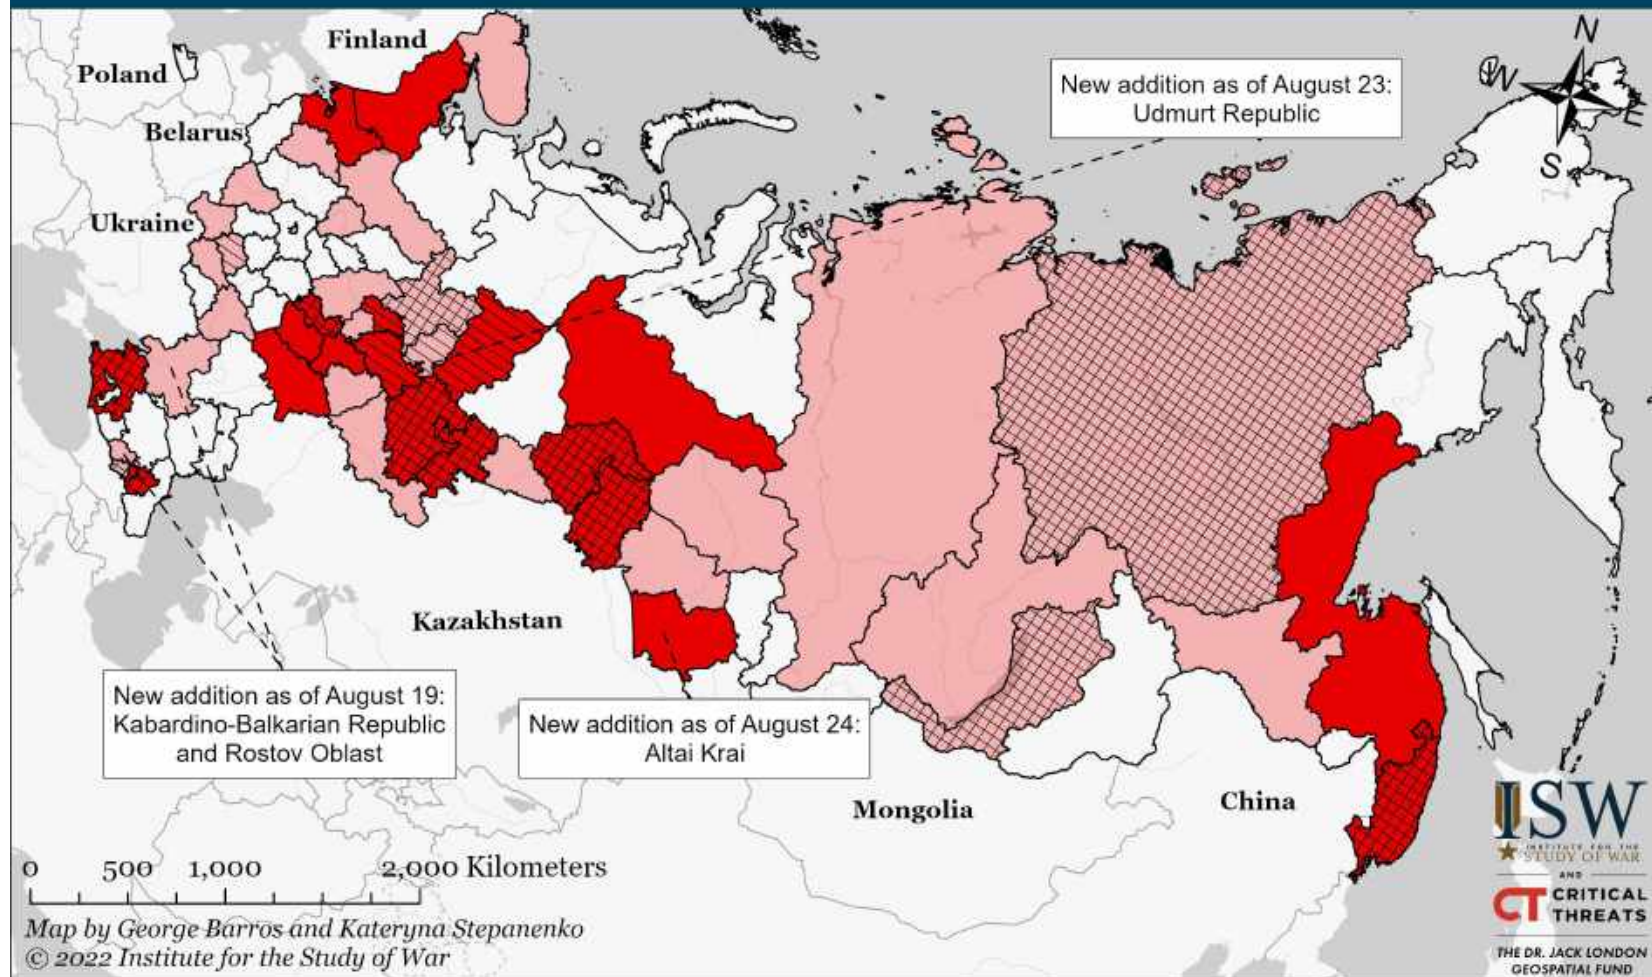 Finland
Poland
Belarus
Ukraine
New addition as of August 23:
Udmurt Republic
N
W
E
S
Kazakhstan
New addition as of August 19:
Kabardino-Balkarian Republic
and Rostov Oblast
New addition as of August 24:
Altai Krai
Mongolia
China
0 500 1,000 2,000 Kilometers
Map by George Barros and Kateryna Stepanenko
© 2022 Institute for the Study of War
ISW
INSTITUTE FOR THE
STUDY OF WAR
AND
CT CRITICAL
THREATS
THE DR. JACK LONDON
GEOSPATIAL FUND